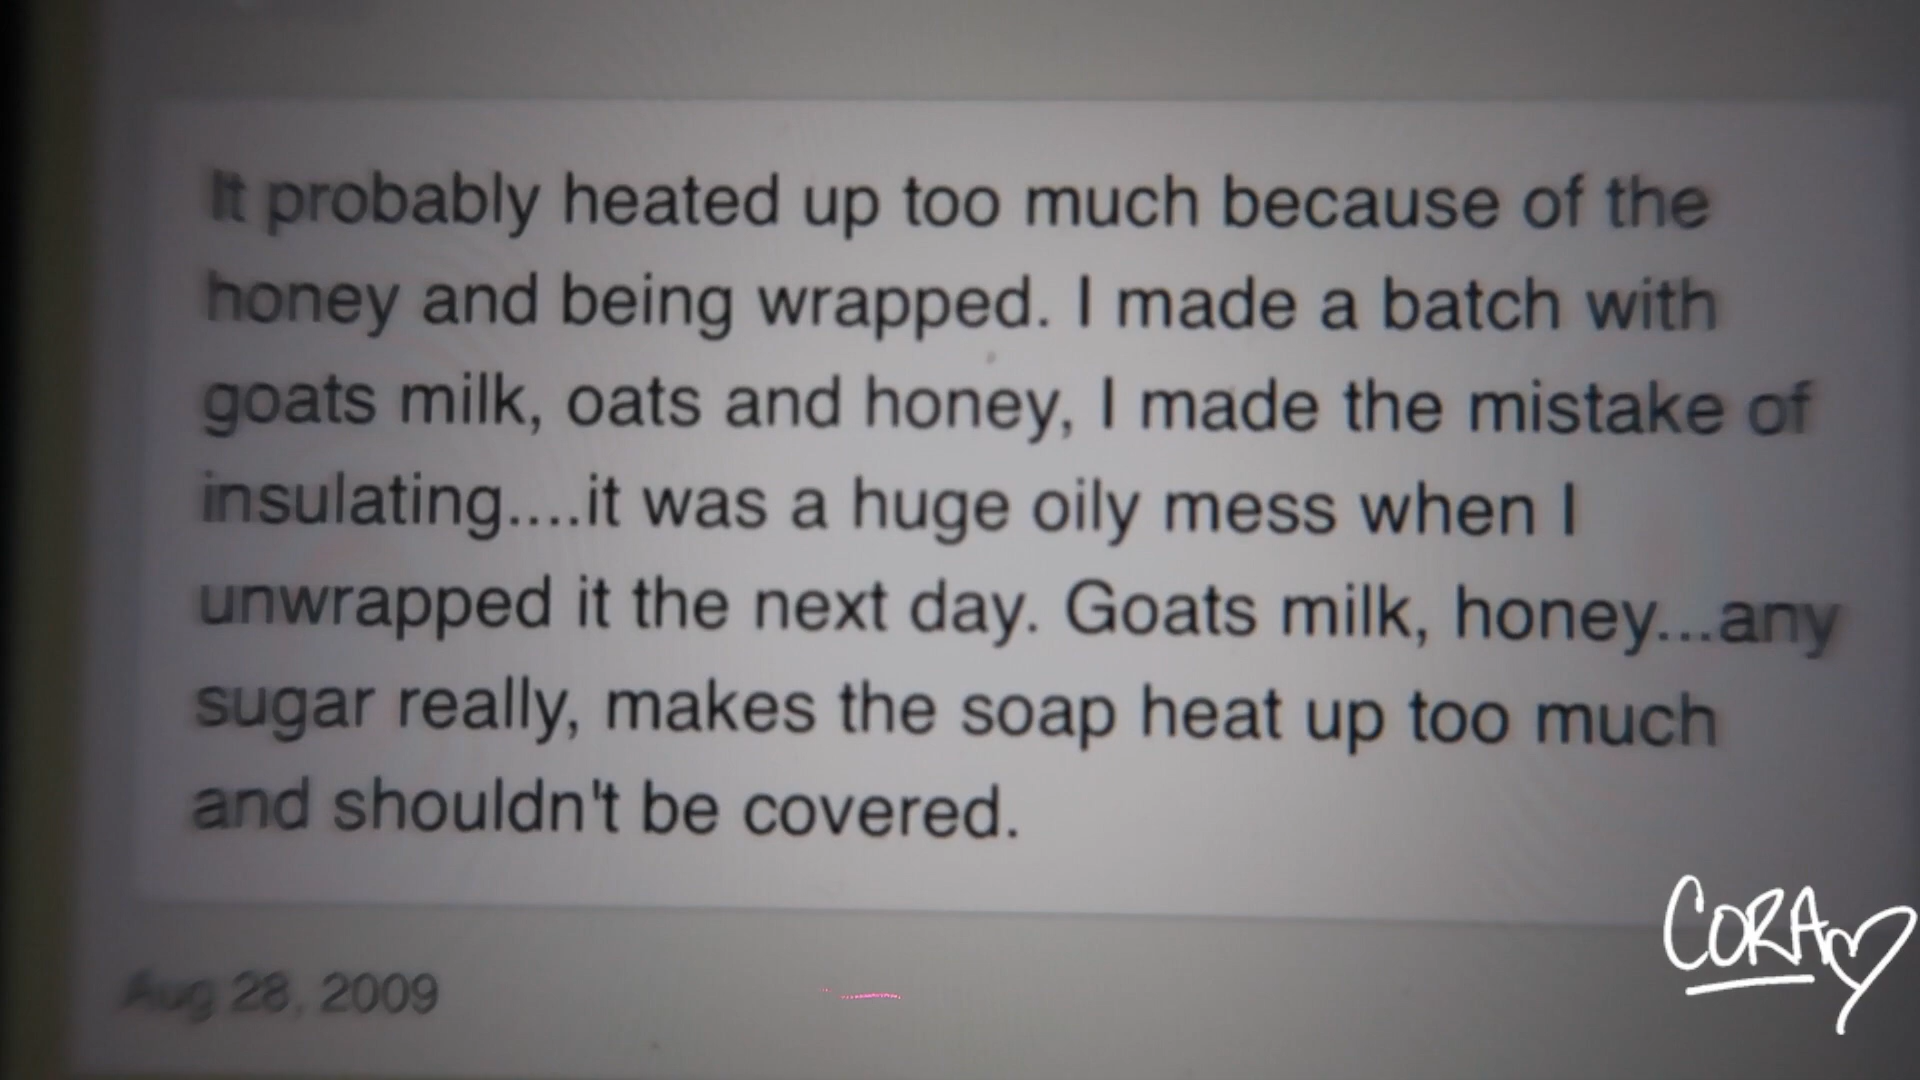 It probably heated up too much because of the
honey and being wrapped. I made a batch with
goats milk, oats and honey, I made the mistake of
insulating....it was a huge oily mess when I
unwrapped it the next day. Goats milk, honey...any
sugar really, makes the soap heat up too much
and shouldn't be covered.
Aug 28, 2009
CORA